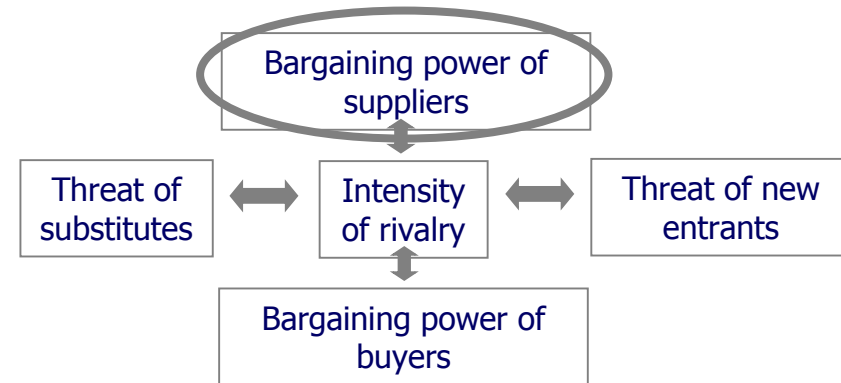 Bargaining power of
suppliers
Threat of
substitutes
Intensity
of rivalry
Threat of new
entrants
Bargaining power of
buyers